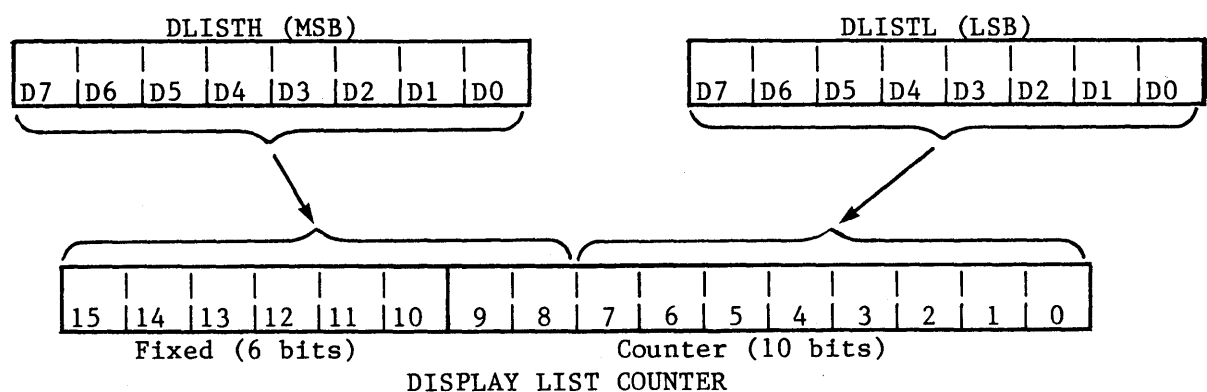 DLISTH (MSB) DLISTL (LSB)
D7 D6 D5 D4 D3 D2 D1 D0 D7 D6 D5 D4 D3 D2 D1 D0
15 14 13 12 11 10 9 8 7 6 5 4 3 2 1 0
Fixed (6 bits) Counter (10 bits)
DISPLAY LIST COUNTER